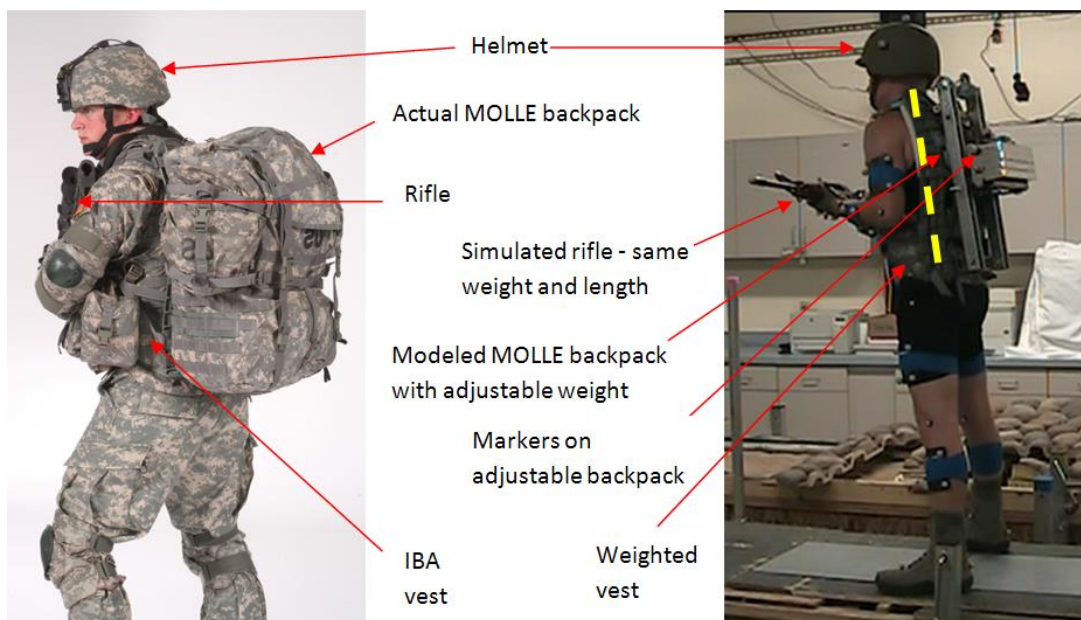 Helmet
Actual MOLLE backpack
Rifle
Simulated rifle - same
weight and length
Modeled MOLLE backpack
with adjustable weight
Markers on
adjustable backpack
IBA
vest
Weighted
vest